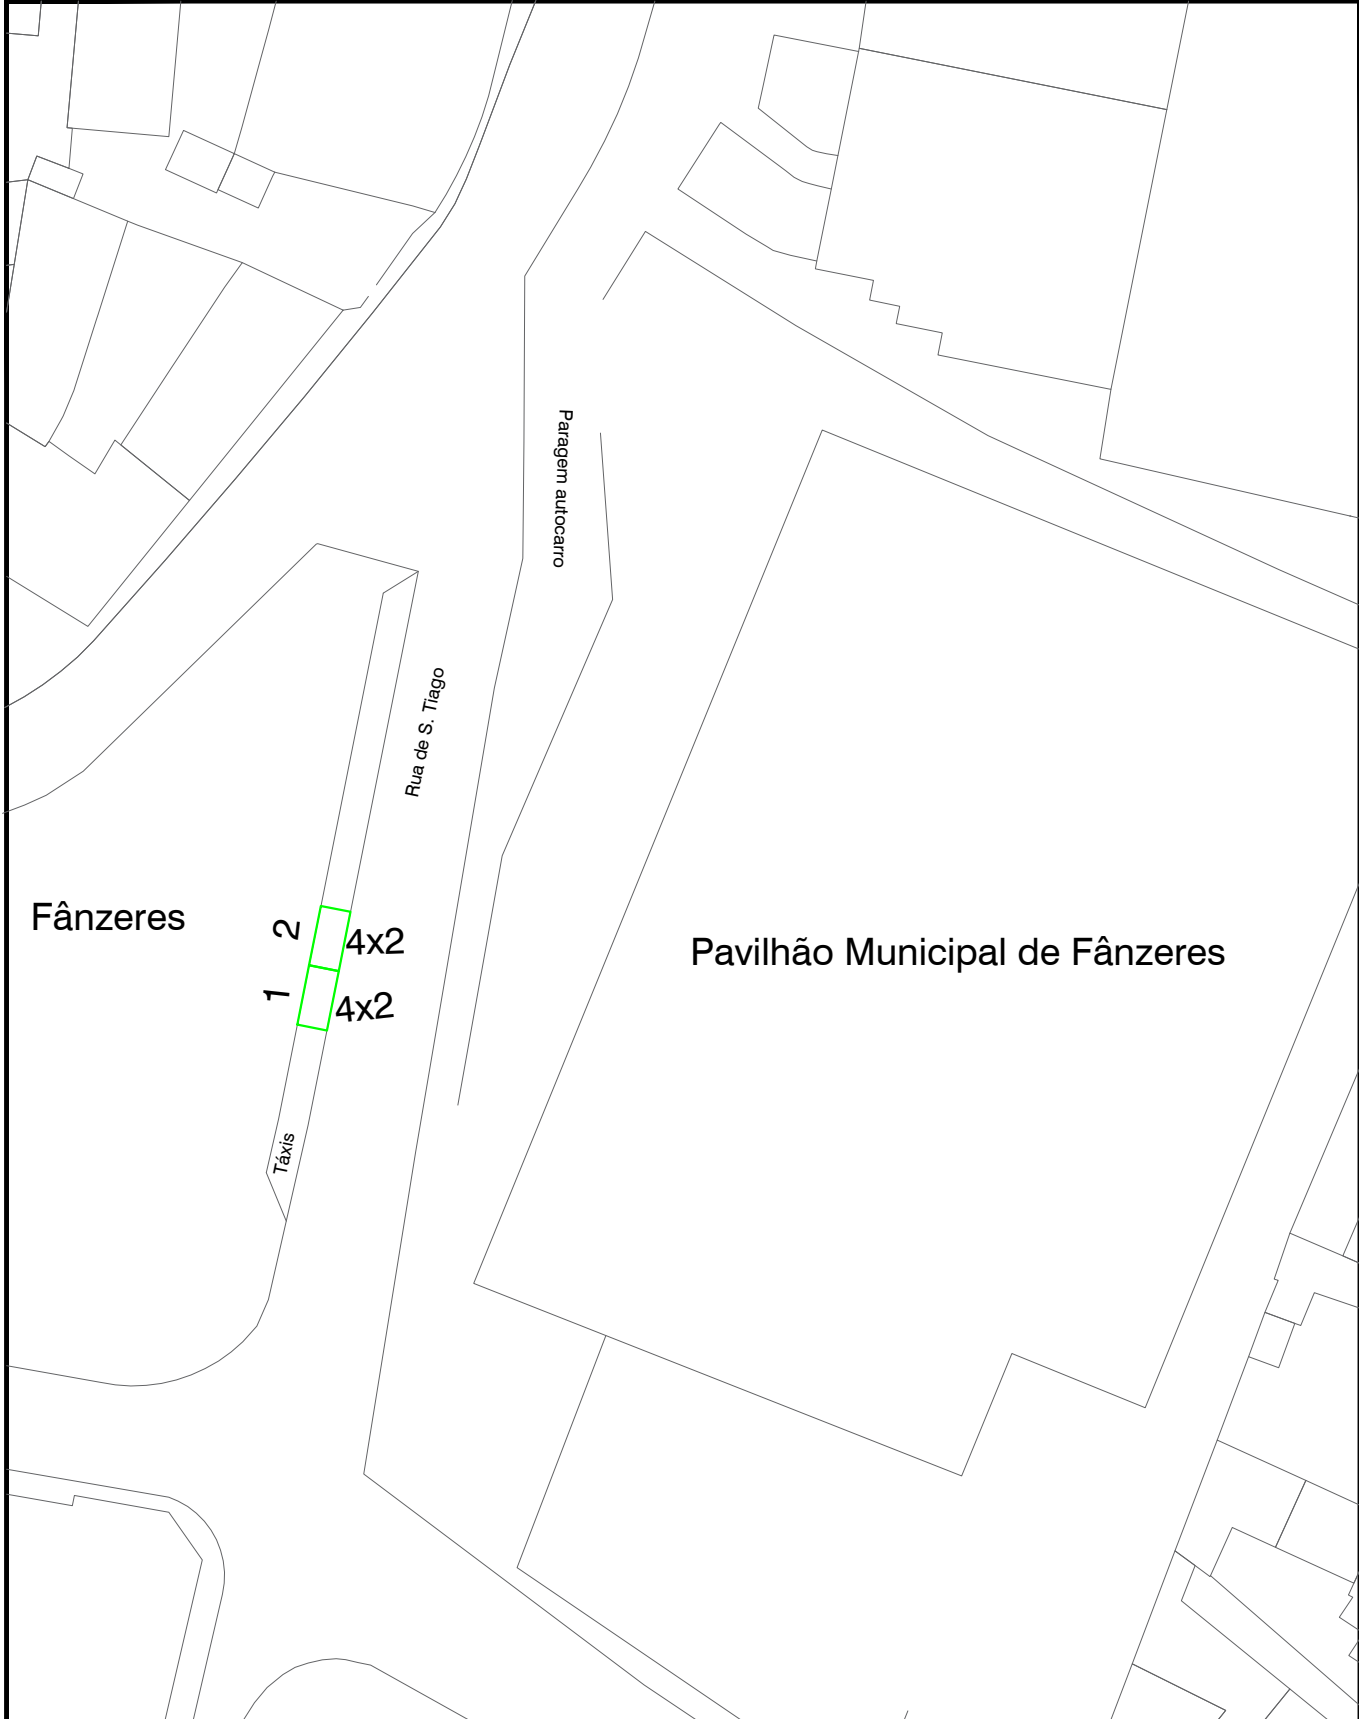 Paragem autocarro
Rua de S. Tiago
Fânzeres
2
4x2
Pavilhão Municipal de Fânzeres
1
4x2
Táxis